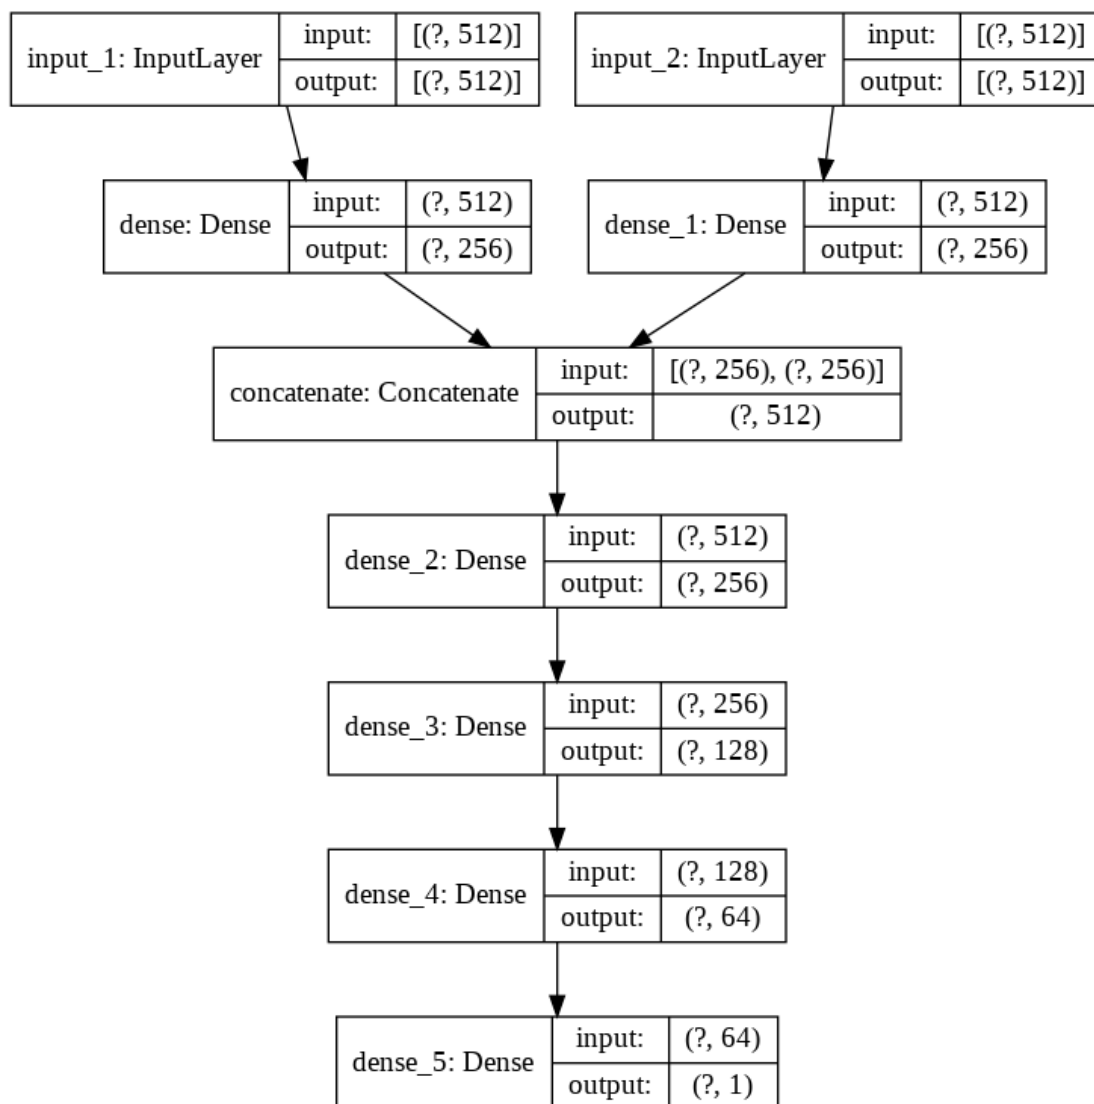 input_1: InputLayer
input: [(?, 512)]
output: [(?, 512)]
input_2: InputLayer
input: [(?, 512)]
output: [(?, 512)]
dense: Dense
input: (?, 512)
output: (?, 256)
dense_1: Dense
input: (?, 512)
output: (?, 256)
concatenate: Concatenate
input: [(?, 256), (?, 256)]
output: (?, 512)
dense_2: Dense
input: (?, 512)
output: (?, 256)
dense_3: Dense
input: (?, 256)
output: (?, 128)
dense_4: Dense
input: (?, 128)
output: (?, 64)
dense_5: Dense
input: (?, 64)
output: (?, 1)